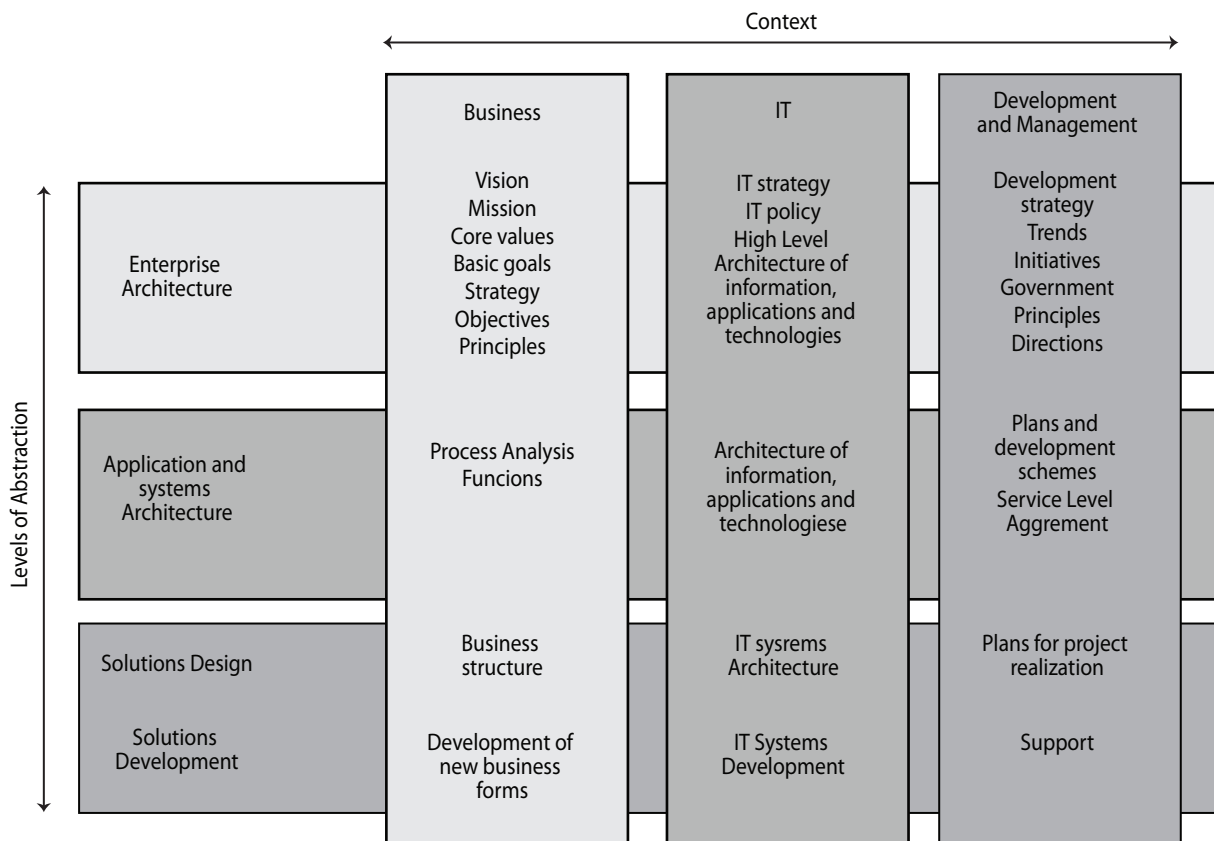 Context
Business
IT
Development
and Management
Levels of Abstraction
Enterprise
Architecture
Vision
Mission
Core values
Basic goals
Strategy
Objectives
Principles
IT strategy
IT policy
High Level
Architecture of
information,
applications and
technologies
Development
strategy
Trends
Initiatives
Government
Principles
Directions
Application and
systems
Architecture
Process Analysis
Funcions
Architecture of
information,
applications and
technologiese
Plans and
development
schemes
Service Level
Aggrement
Solutions Design
Business
structure
IT sysrems
Architecture
Plans for project
realization
Solutions
Development
Development of
new business
forms
IT Systems
Development
Support